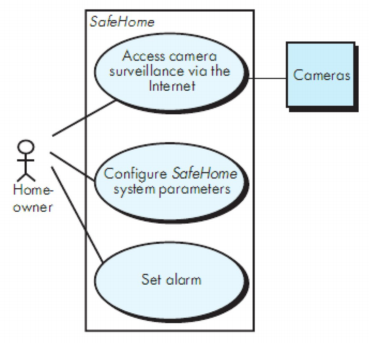 SafeHome
Access camera
surveillance via the
Internet
Cameras
Configure SafeHome
system parameters
Home-
owner
Set alarm